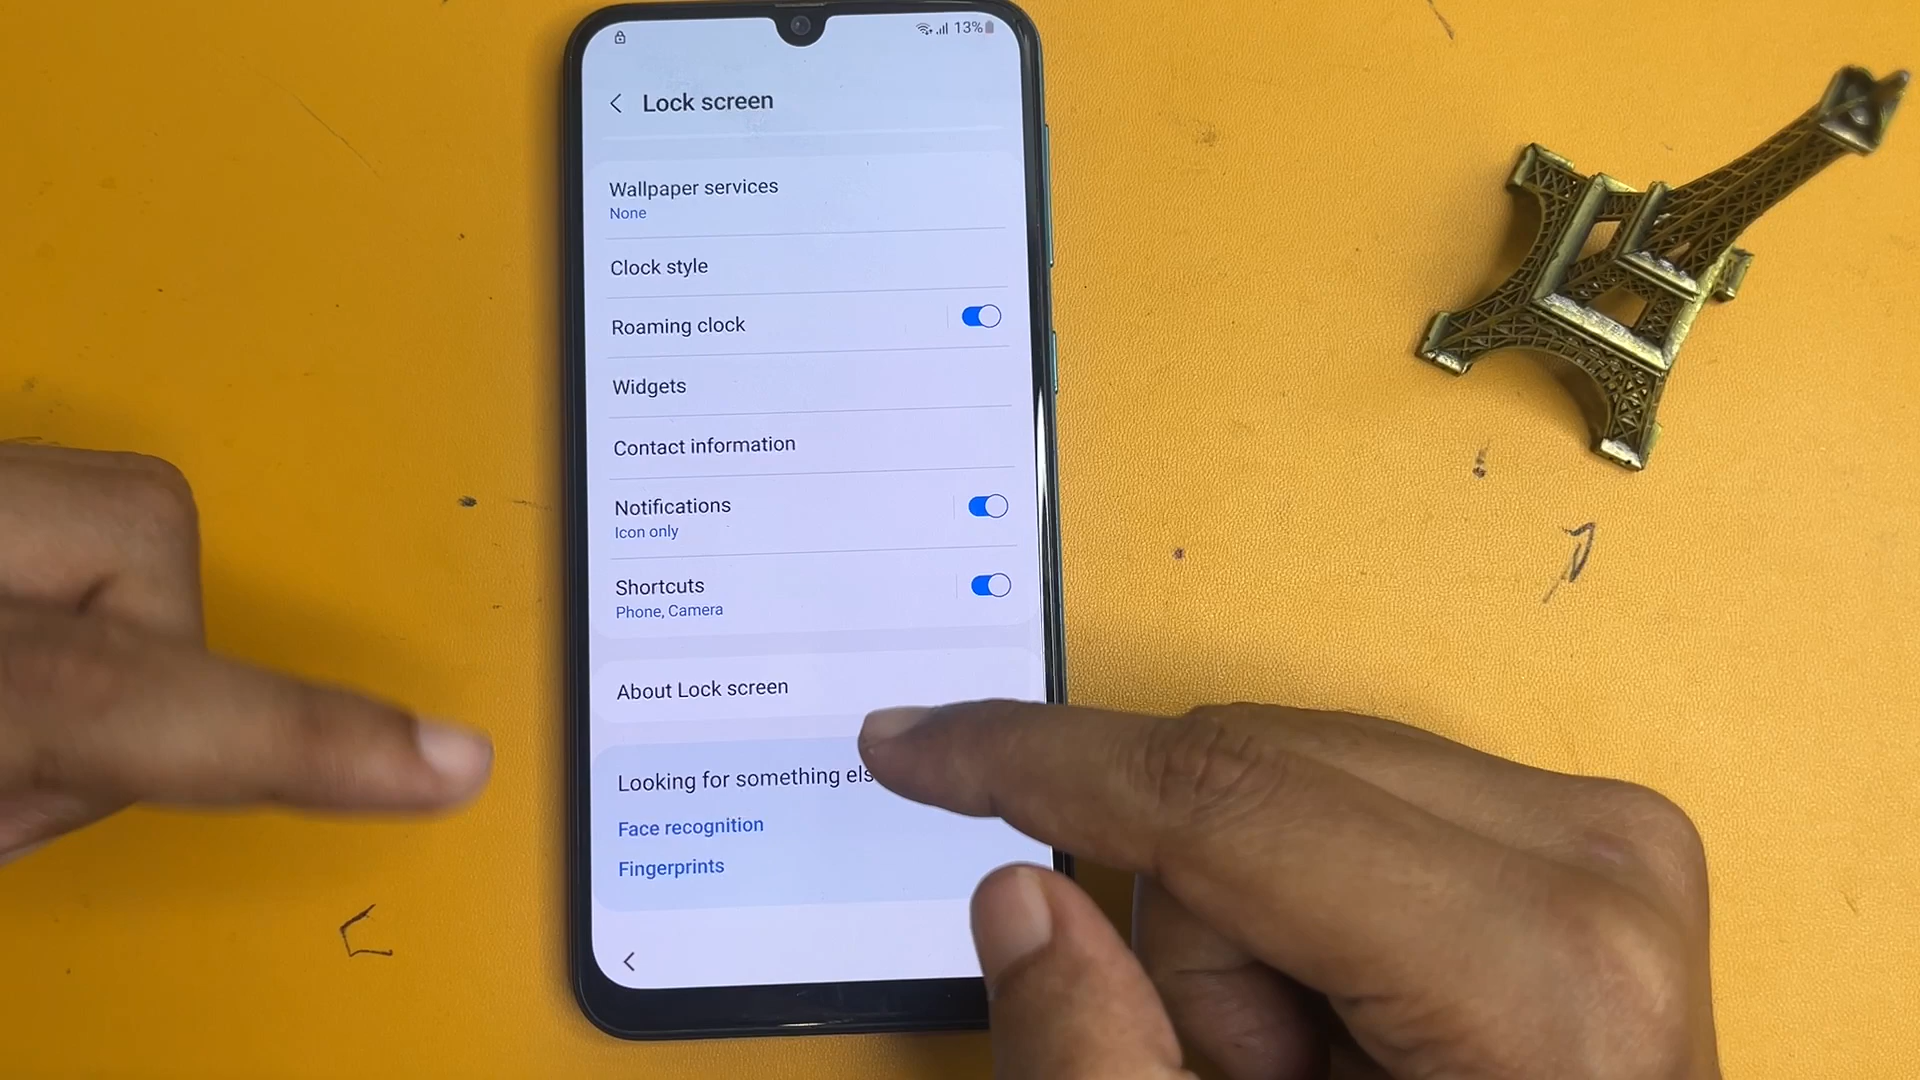 13%
Lock screen
Wallpaper services
None
Clock style
Roaming clock
Widgets
Contact information
Notifications
Icon only
Shortcuts
Phone, Camera
About Lock screen
Looking for something els
Face recognition
Fingerprints